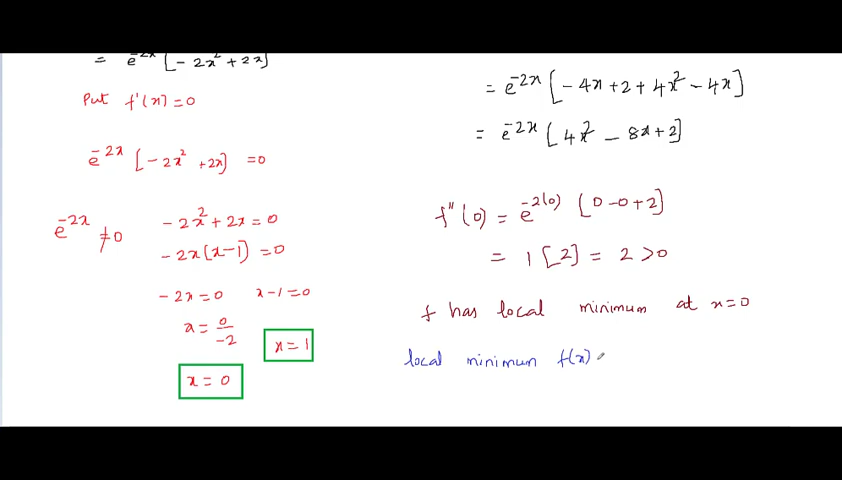 = e^{-2x} [-2x² + 2x]
Put f'(x) = 0
e^{-2x} [-2x² + 2x] = 0
e^{-2x} ≠ 0
-2x² + 2x = 0
-2x(x-1) = 0
-2x = 0 x-1 = 0
x = 0/-2
x = 1
x = 0
= e^{-2x} [-4x + 2 + 4x² - 4x]
= e^{-2x} [4x² - 8x + 2]
f''(0) = e^{-2(0)} [0 - 0 + 2]
= 1 [2] = 2 > 0
f has local minimum at x = 0
local minimum f(x)